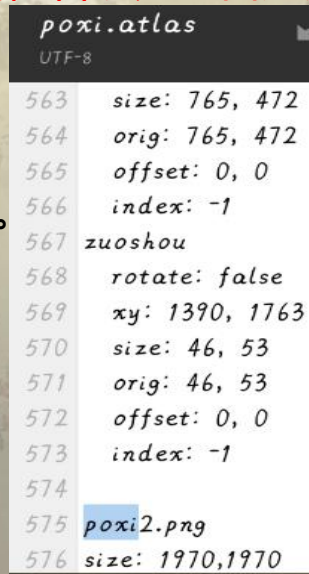 poxi.atlas
UTF-8
563 size: 765, 472
564 orig: 765, 472
565 offset: 0, 0
566 index: -1
567 zuoshou
568 rotate: false
569 xy: 1390, 1763
570 size: 46, 53
571 orig: 46, 53
572 offset: 0, 0
573 index: -1
574
575 poxi2.png
576 size: 1970,1970